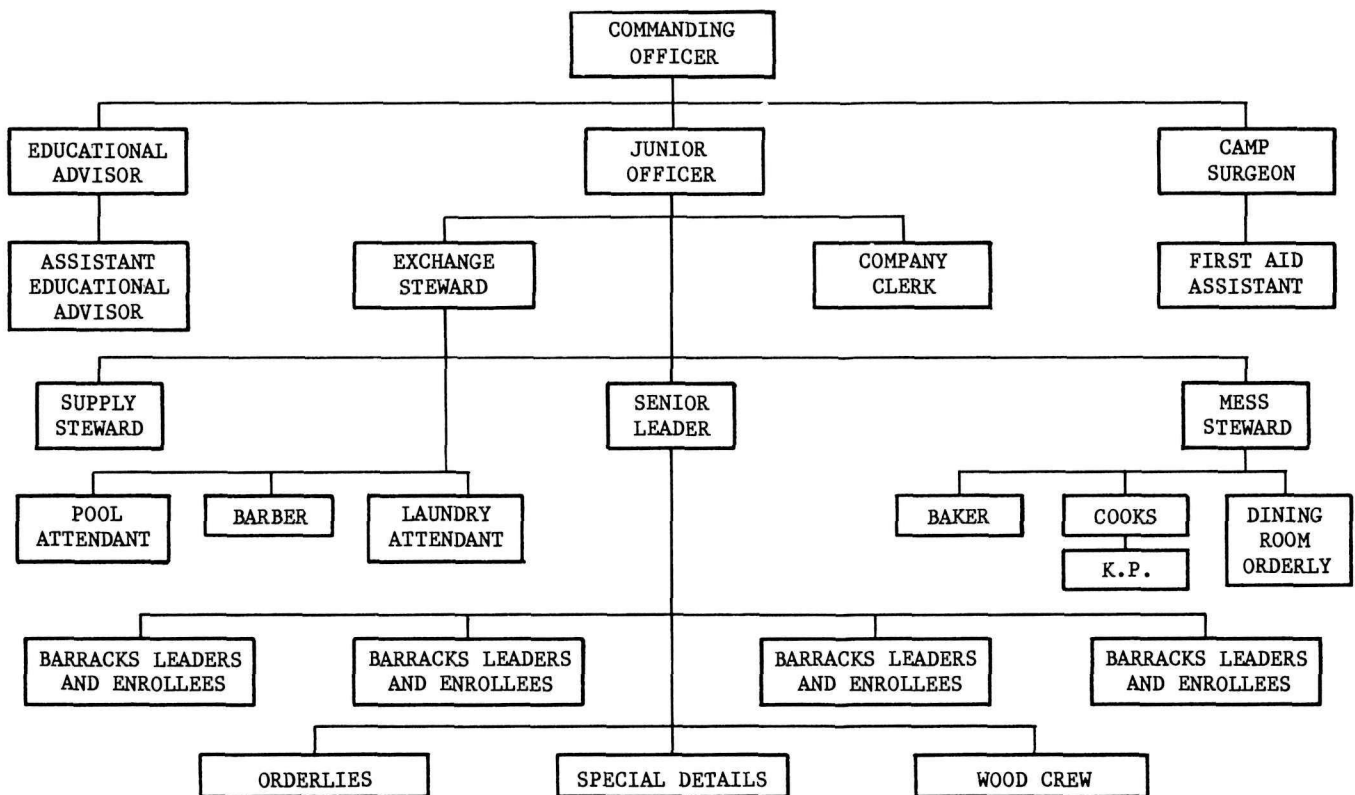 COMMANDING
OFFICER
EDUCATIONAL
ADVISOR
JUNIOR
OFFICER
CAMP
SURGEON
ASSISTANT
EDUCATIONAL
ADVISOR
EXCHANGE
STEWARD
COMPANY
CLERK
FIRST AID
ASSISTANT
SUPPLY
STEWARD
SENIOR
LEADER
MESS
STEWARD
POOL
ATTENDANT
BARBER
LAUNDRY
ATTENDANT
BAKER
COOKS
K.P.
DINING
ROOM
ORDERLY
BARRACKS LEADERS
AND ENROLLEES
BARRACKS LEADERS
AND ENROLLEES
BARRACKS LEADERS
AND ENROLLEES
BARRACKS LEADERS
AND ENROLLEES
ORDERLIES
SPECIAL DETAILS
WOOD CREW